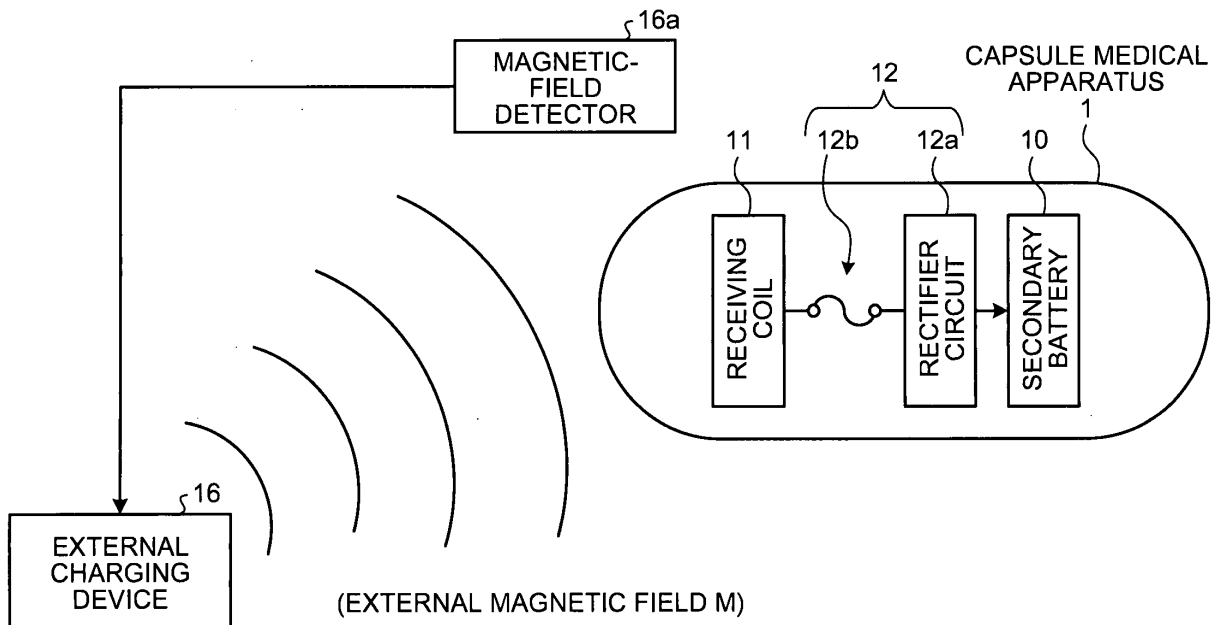 16a
MAGNETIC-
FIELD
DETECTOR
CAPSULE MEDICAL
APPARATUS
1
12
11
12b
12a
10
RECEIVING
COIL
RECTIFIER
CIRCUIT
SECONDARY
BATTERY
16
EXTERNAL
CHARGING
DEVICE
(EXTERNAL MAGNETIC FIELD M)